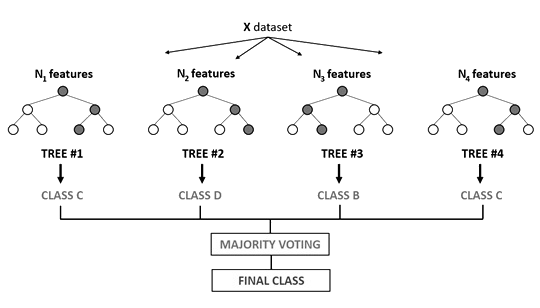 X dataset
N1 features
N2 features
N3 features
N4 features
TREE #1
TREE #2
TREE #3
TREE #4
CLASS C
CLASS D
CLASS B
CLASS C
MAJORITY VOTING
FINAL CLASS